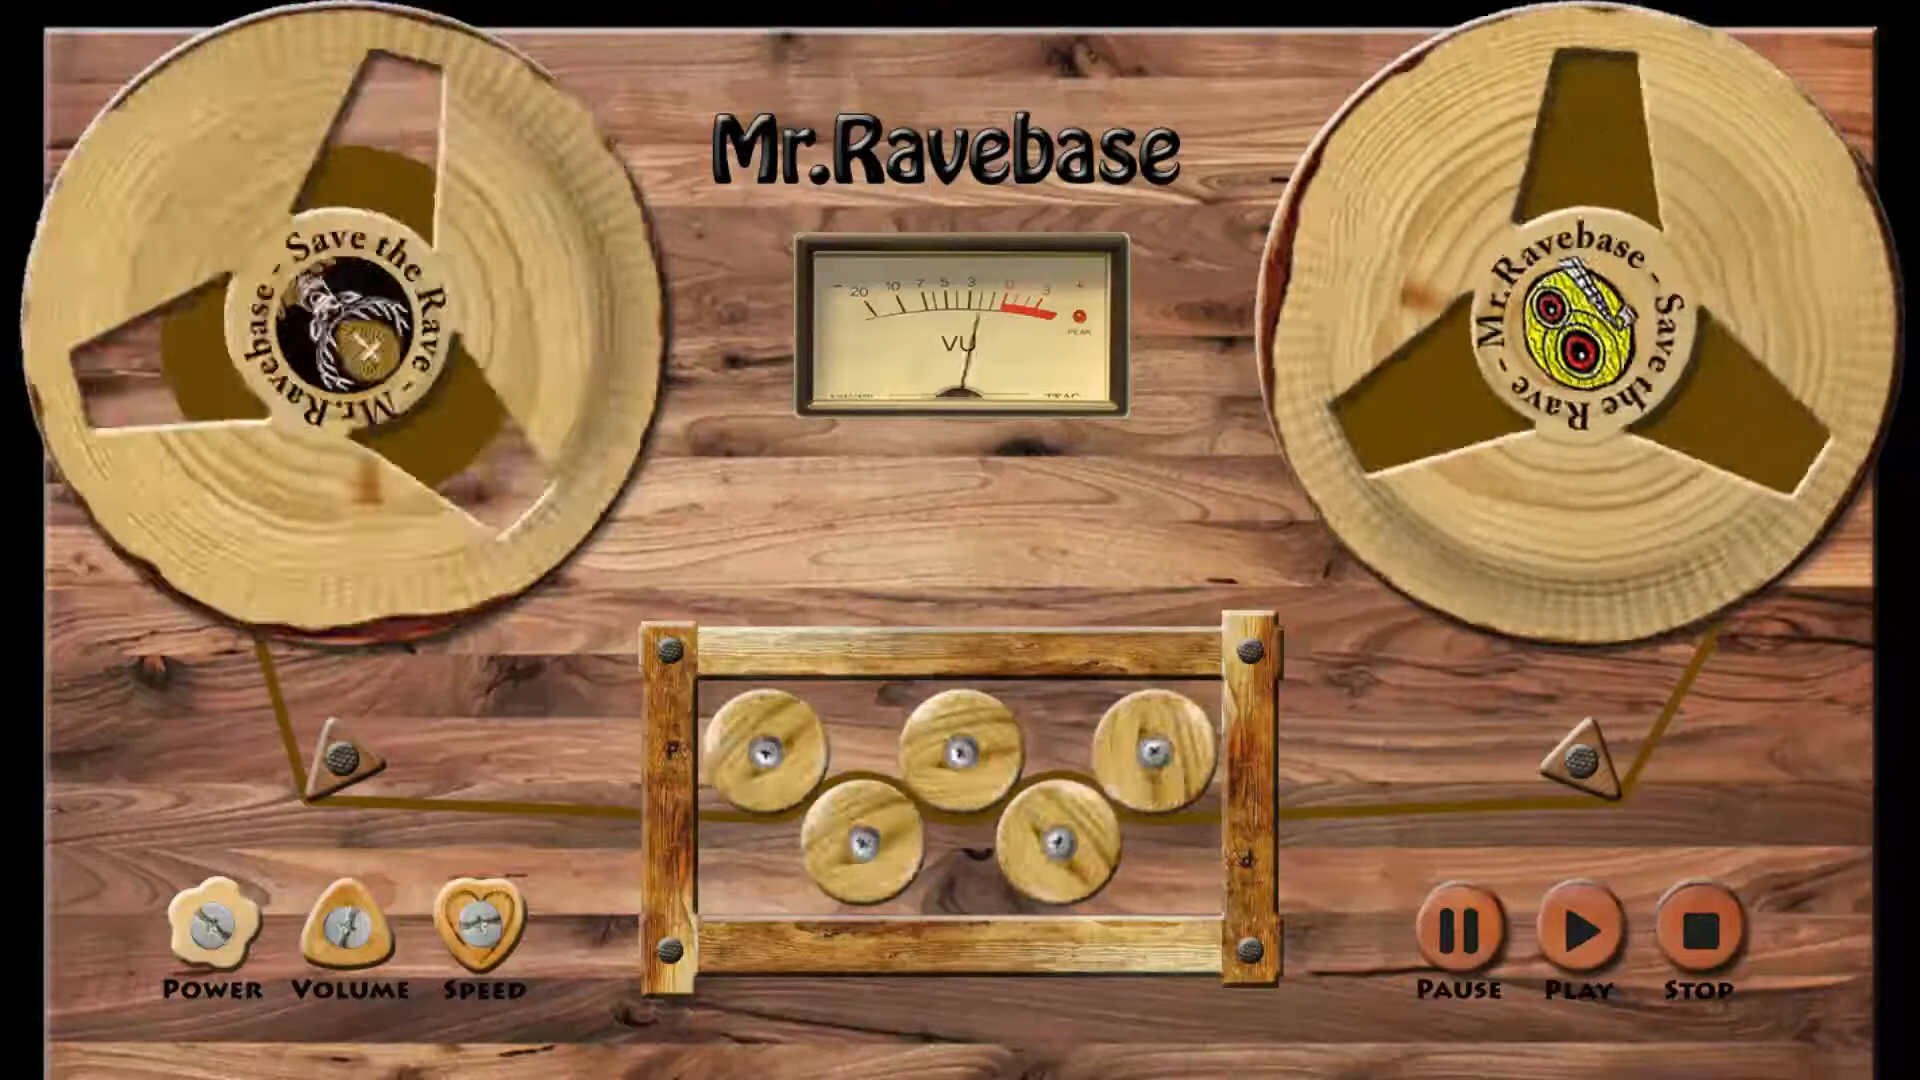 Mr.Ravebase
Save the Rave - Mr.Ravebase -
Mr.Ravebase - Save the Rave -
- 20 10 7 5 3 0 3 +
PEAK
VU
TEAC
POWER VOLUME SPEED
PAUSE PLAY STOP